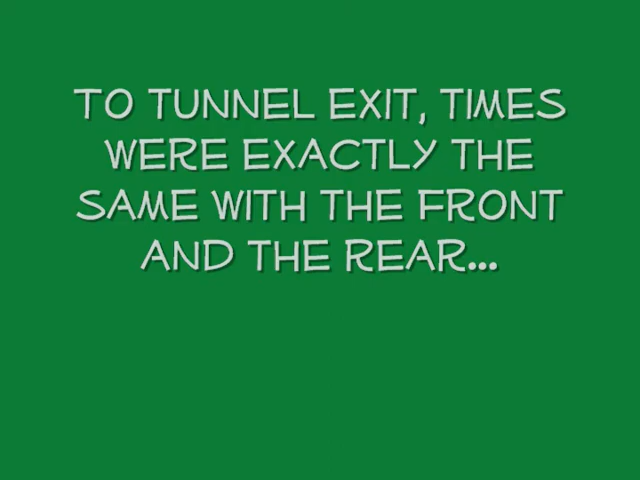 TO TUNNEL EXIT, TIMES
WERE EXACTLY THE
SAME WITH THE FRONT
AND THE REAR...